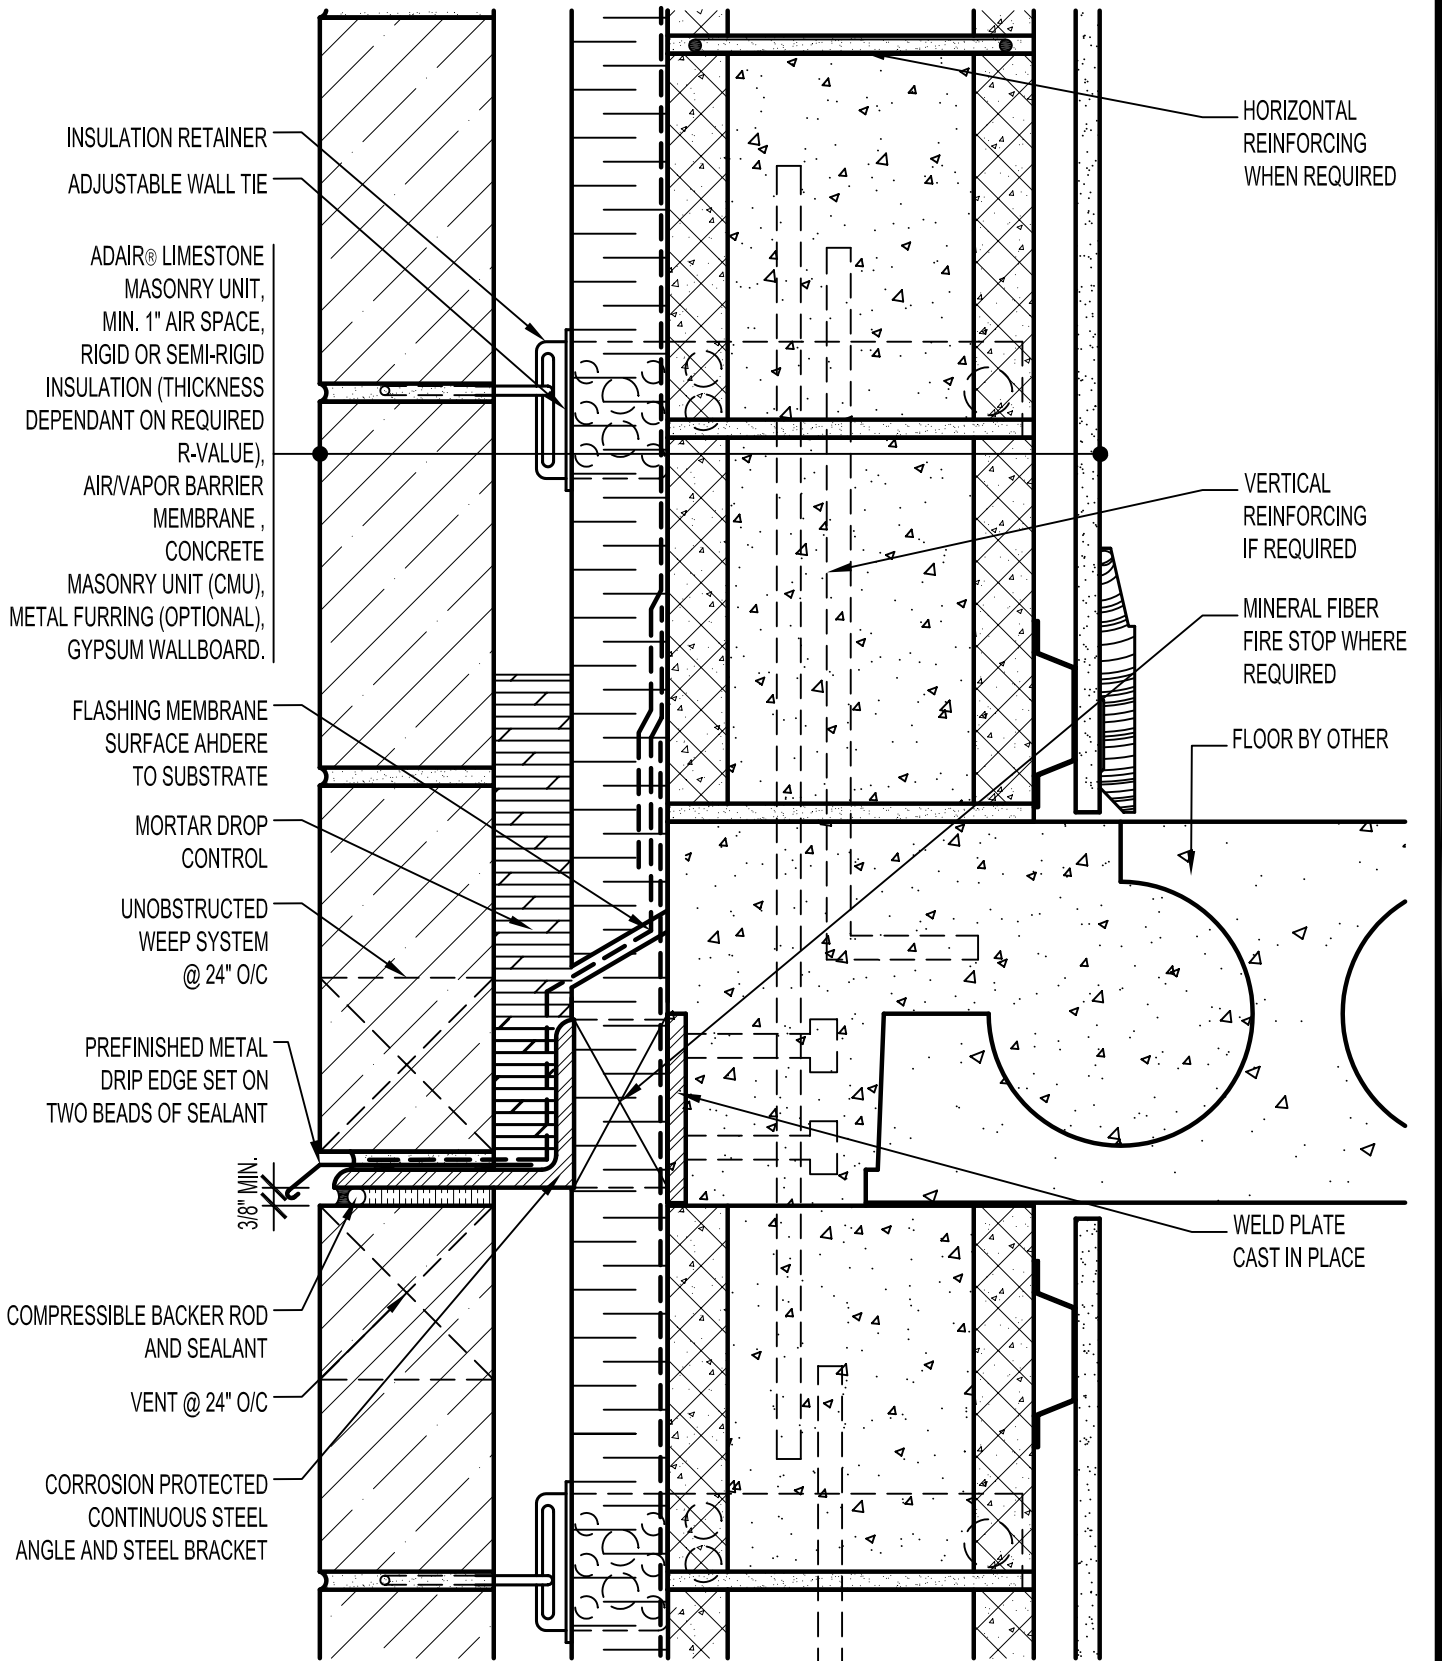 INSULATION RETAINER
ADJUSTABLE WALL TIE
ADAIR® LIMESTONE
MASONRY UNIT,
MIN. 1" AIR SPACE,
RIGID OR SEMI-RIGID
INSULATION (THICKNESS
DEPENDANT ON REQUIRED
R-VALUE),
AIR/VAPOR BARRIER
MEMBRANE ,
CONCRETE
MASONRY UNIT (CMU),
METAL FURRING (OPTIONAL),
GYPSUM WALLBOARD.
FLASHING MEMBRANE
SURFACE AHDERE
TO SUBSTRATE
MORTAR DROP
CONTROL
UNOBSTRUCTED
WEEP SYSTEM
@ 24" O/C
PREFINISHED METAL
DRIP EDGE SET ON
TWO BEADS OF SEALANT
3/8" MIN.
COMPRESSIBLE BACKER ROD
AND SEALANT
VENT @ 24" O/C
CORROSION PROTECTED
CONTINUOUS STEEL
ANGLE AND STEEL BRACKET
HORIZONTAL
REINFORCING
WHEN REQUIRED
VERTICAL
REINFORCING
IF REQUIRED
MINERAL FIBER
FIRE STOP WHERE
REQUIRED
FLOOR BY OTHER
WELD PLATE
CAST IN PLACE